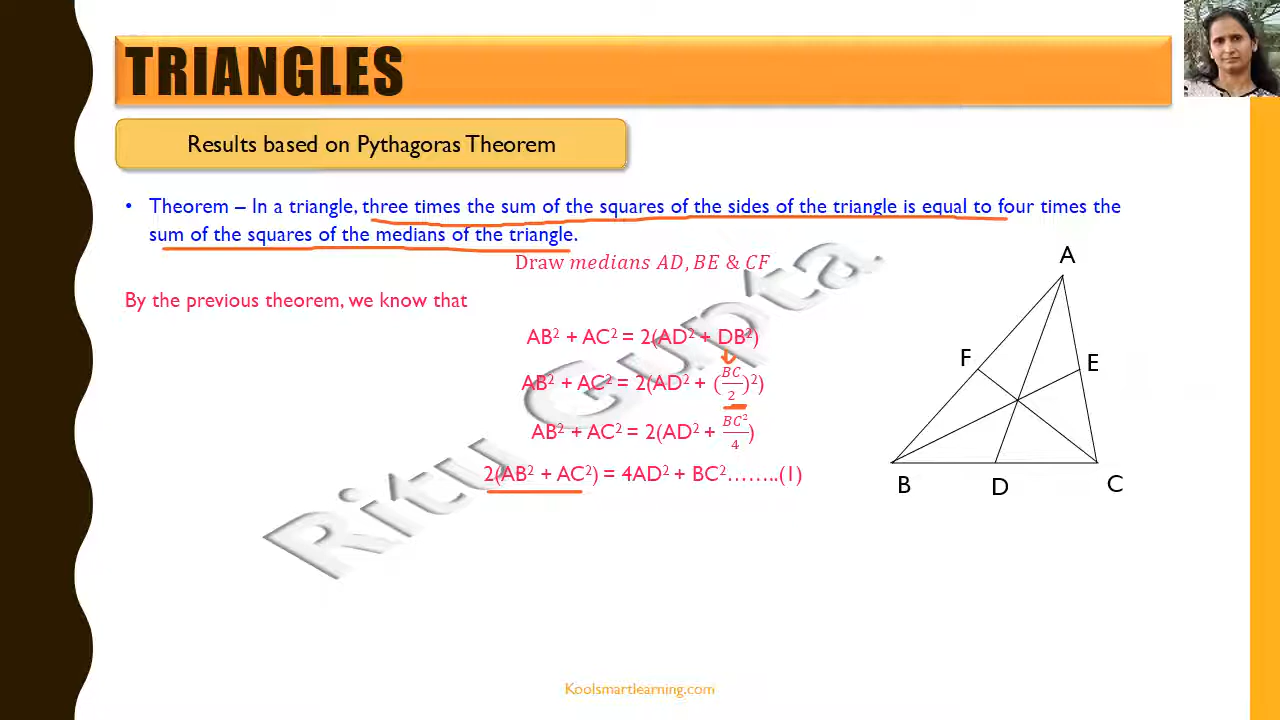 TRIANGLES
Results based on Pythagoras Theorem
• Theorem – In a triangle, three times the sum of the squares of the sides of the triangle is equal to four times the
sum of the squares of the medians of the triangle.
Draw medians AD, BE & CF
By the previous theorem, we know that
AB² + AC² = 2(AD² + DB²)
AB² + AC² = 2(AD² + (BC/2)²)
AB² + AC² = 2(AD² + BC²/4)
2(AB² + AC²) = 4AD² + BC²……..(1)
A
F
E
B
D
C
Ritu Gupta
Koolsmartlearning.com